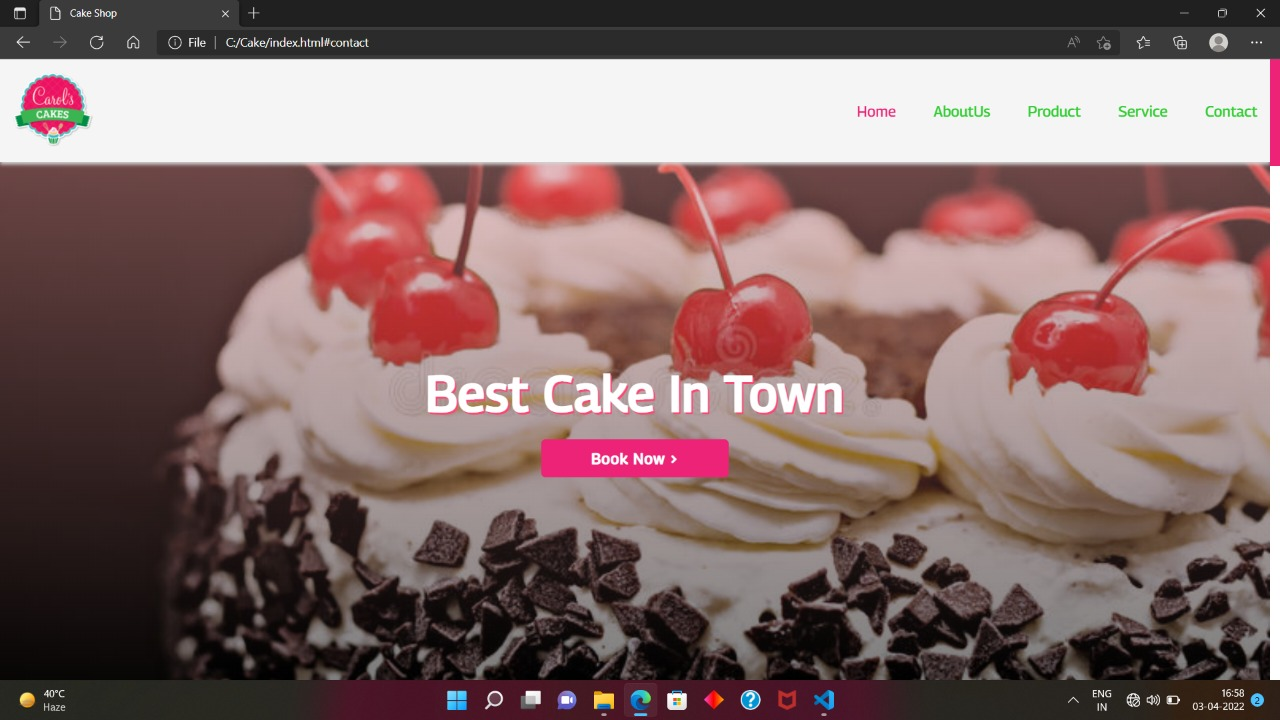 Cake Shop
File
C:/Cake/index.html#contact
Carol's
CAKES
Home
AboutUs
Product
Service
Contact
Best Cake In Town
Book Now ›
40°C
Haze
ENG
IN
16:58
03-04-2022
2